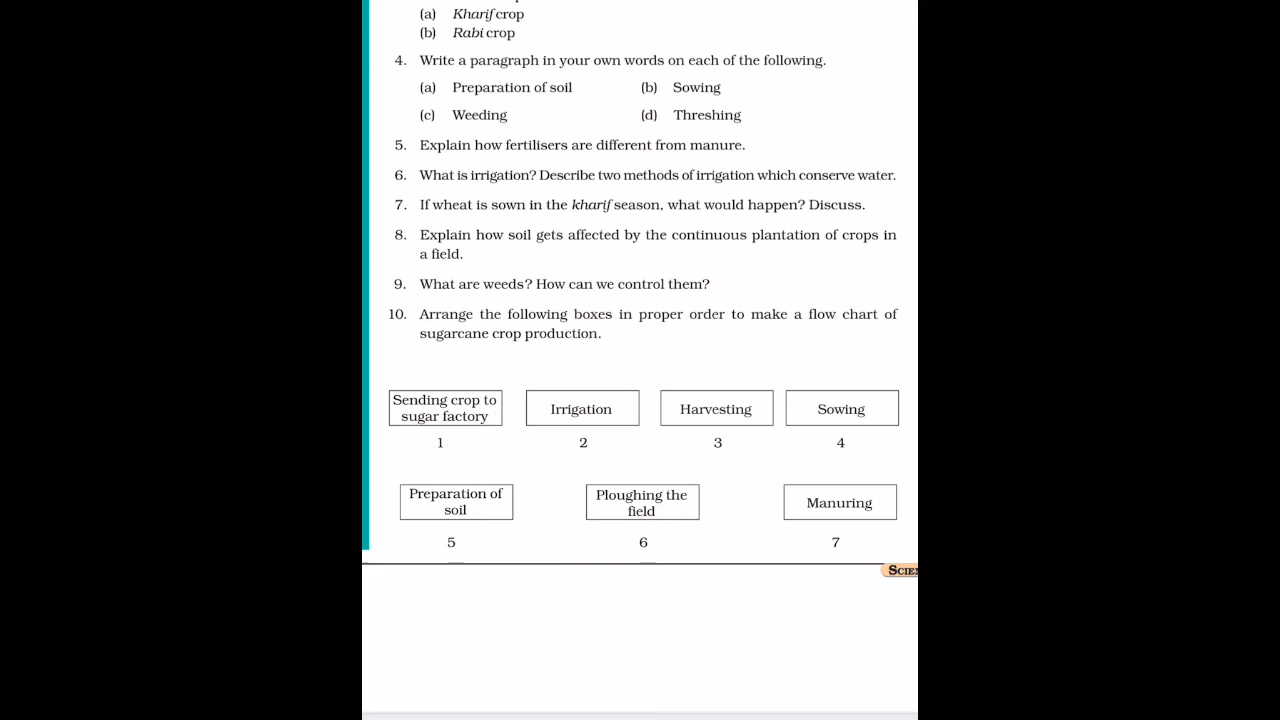 (a) Kharif crop
(b) Rabi crop
4. Write a paragraph in your own words on each of the following.
(a) Preparation of soil (b) Sowing
(c) Weeding (d) Threshing
5. Explain how fertilisers are different from manure.
6. What is irrigation? Describe two methods of irrigation which conserve water.
7. If wheat is sown in the kharif season, what would happen? Discuss.
8. Explain how soil gets affected by the continuous plantation of crops in
a field.
9. What are weeds? How can we control them?
10. Arrange the following boxes in proper order to make a flow chart of
sugarcane crop production.
Sending crop to
sugar factory
Irrigation
Harvesting
Sowing
1 2 3 4
Preparation of
soil
Ploughing the
field
Manuring
5 6 7